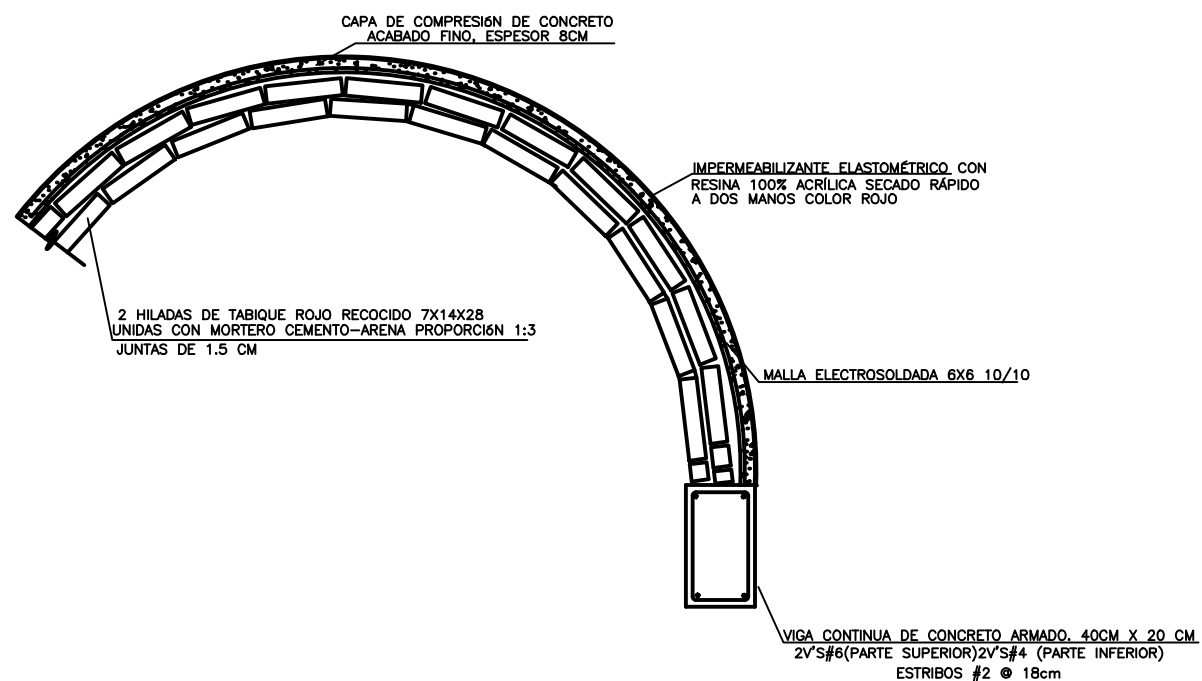 CAPA DE COMPRESIóN DE CONCRETO
ACABADO FINO, ESPESOR 8CM
IMPERMEABILIZANTE ELASTOMÉTRICO CON
RESINA 100% ACRÍLICA SECADO RÁPIDO
A DOS MANOS COLOR ROJO
2 HILADAS DE TABIQUE ROJO RECOCIDO 7X14X28
UNIDAS CON MORTERO CEMENTO-ARENA PROPORCIóN 1:3
JUNTAS DE 1.5 CM
MALLA ELECTROSOLDADA 6X6 10/10
VIGA CONTINUA DE CONCRETO ARMADO. 40CM X 20 CM
2V'S#6(PARTE SUPERIOR)2V'S#4 (PARTE INFERIOR)
ESTRIBOS #2 @ 18cm